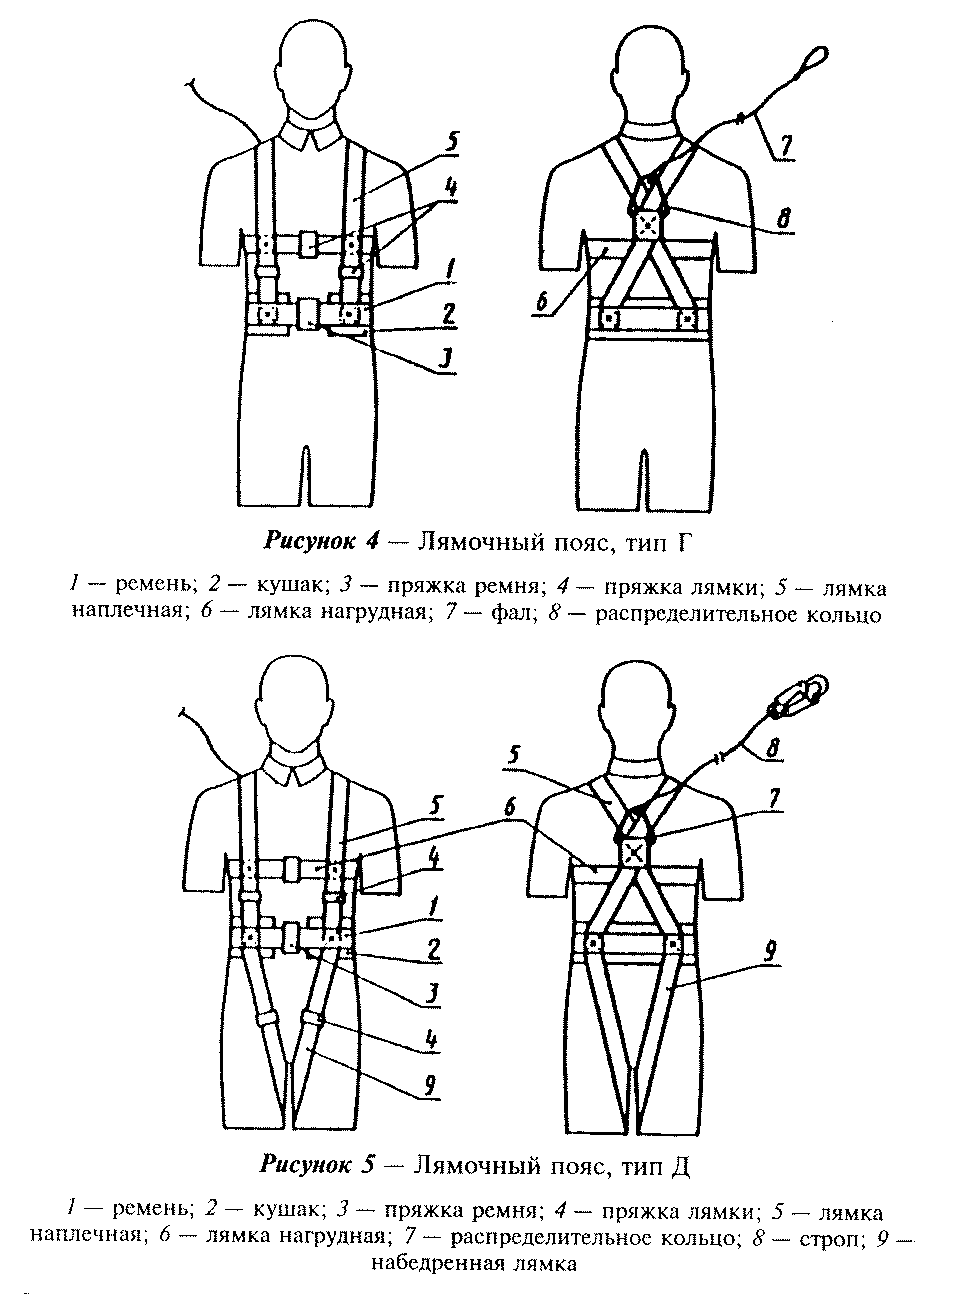 5
4
1
2
3
7
8
6
Рисунок 4 — Лямочный пояс, тип Г
1 — ремень; 2 — кушак; 3 — пряжка ремня; 4 — пряжка лямки; 5 — лямка
наплечная; 6 — лямка нагрудная; 7 — фал; 8 — распределительное кольцо
5
6
4
1
2
3
4
9
5
8
7
9
Рисунок 5 — Лямочный пояс, тип Д
1 — ремень; 2 — кушак; 3 — пряжка ремня; 4 — пряжка лямки; 5 — лямка
наплечная; 6 — лямка нагрудная; 7 — распределительное кольцо; 8 — строп; 9 —
набедренная лямка